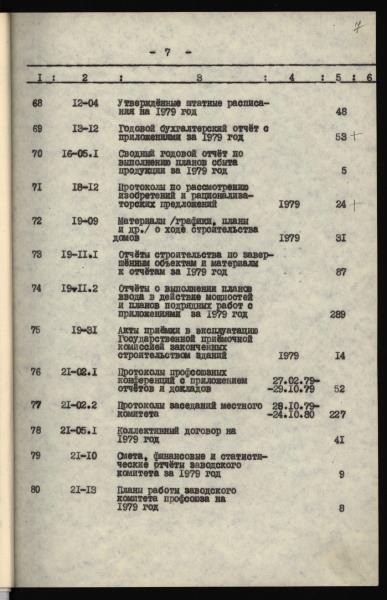 7
- 7 -
I : 2 : 3 : 4 : 5 : 6
68 12-04 Утверждённые штатные расписа-
ния на 1979 год 48
69 13-12 Годовой бухгалтерский отчёт с
приложениями за 1979 год 53 +
70 16-05.I Сводный годовой отчёт по
выполнению планов сбыта
продукции за 1979 год 5
71 18-12 Протоколы по рассмотрению
изобретений и рационализа-
торских предложений 1979 24 +
72 19-09 Материалы /графики, планы
и др./ о ходе строительства
домов 1979 31
73 19-II.I Отчёты строительства по завер-
шённым объектам и материалы
к отчётам за 1979 год 87
74 19-II.2 Отчёты о выполнении планов
ввода в действие мощностей
и планов подрядных работ с
приложениями за 1979 год 289
75 19-31 Акты приёмки в эксплуатацию
Государственной приёмочной
комиссией законченных
строительством зданий 1979 14
76 21-02.1 Протоколы профсоюзных
конференций с приложением 27.02.79-
отчётов и докладов -29.10.79 52
77 21-02.2 Протоколы заседаний местного 28.10.79-
комитета -24.10.80 227
78 21-05.1 Коллективный договор на
1979 год 41
79 21-10 Смета, финансовые и статисти-
ческие отчёты заводского
комитета за 1979 год 9
80 21-13 Планы работы заводского
комитета профсоюза на
1979 год 8